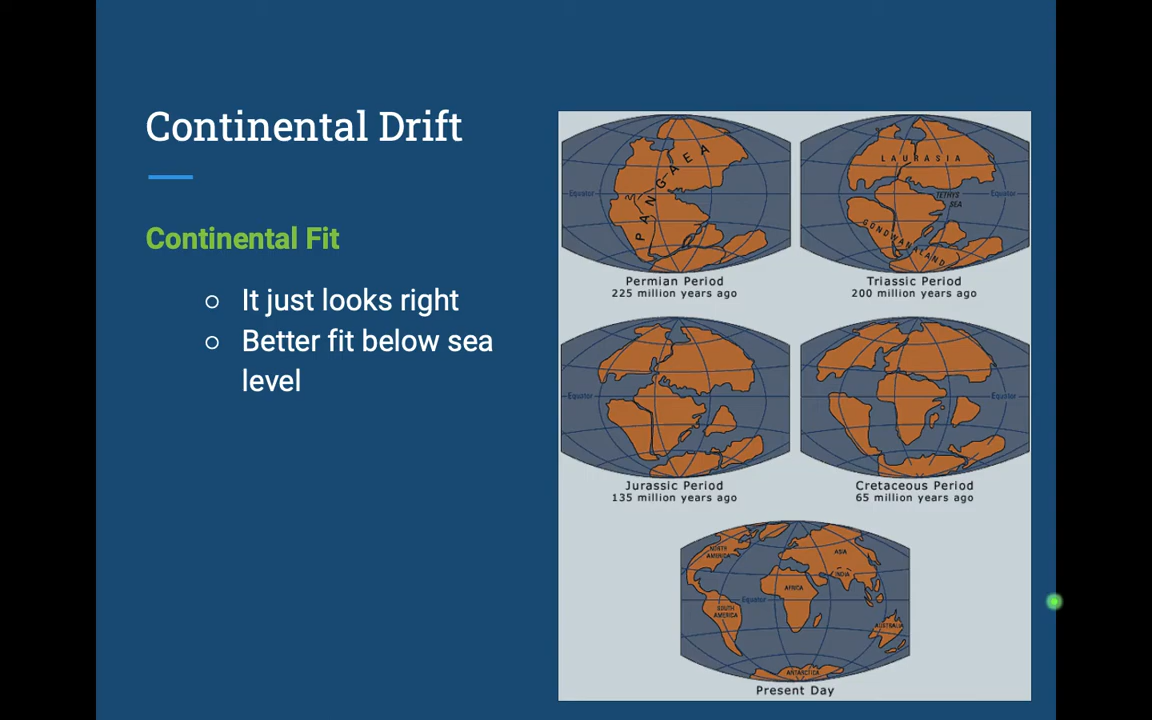 Continental Drift
Continental Fit
It just looks right
Better fit below sea
level
PANGAEA
Equator
Permian Period
225 million years ago
LAURASIA
TETHYS
SEA
Equator
GONDWANALAND
Triassic Period
200 million years ago
Equator
Jurassic Period
135 million years ago
Equator
Cretaceous Period
65 million years ago
NORTH
AMERICA
ASIA
INDIA
AFRICA
Equator
SOUTH
AMERICA
AUSTRALIA
ANTARCTICA
Present Day